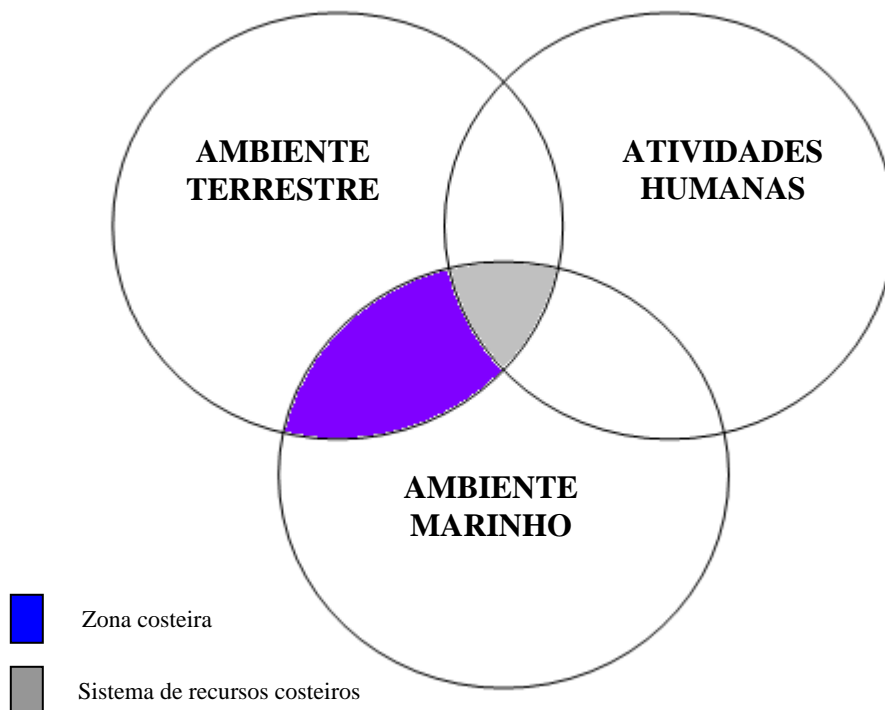 AMBIENTE
TERRESTRE
ATIVIDADES
HUMANAS
AMBIENTE
MARINHO
Zona costeira
Sistema de recursos costeiros